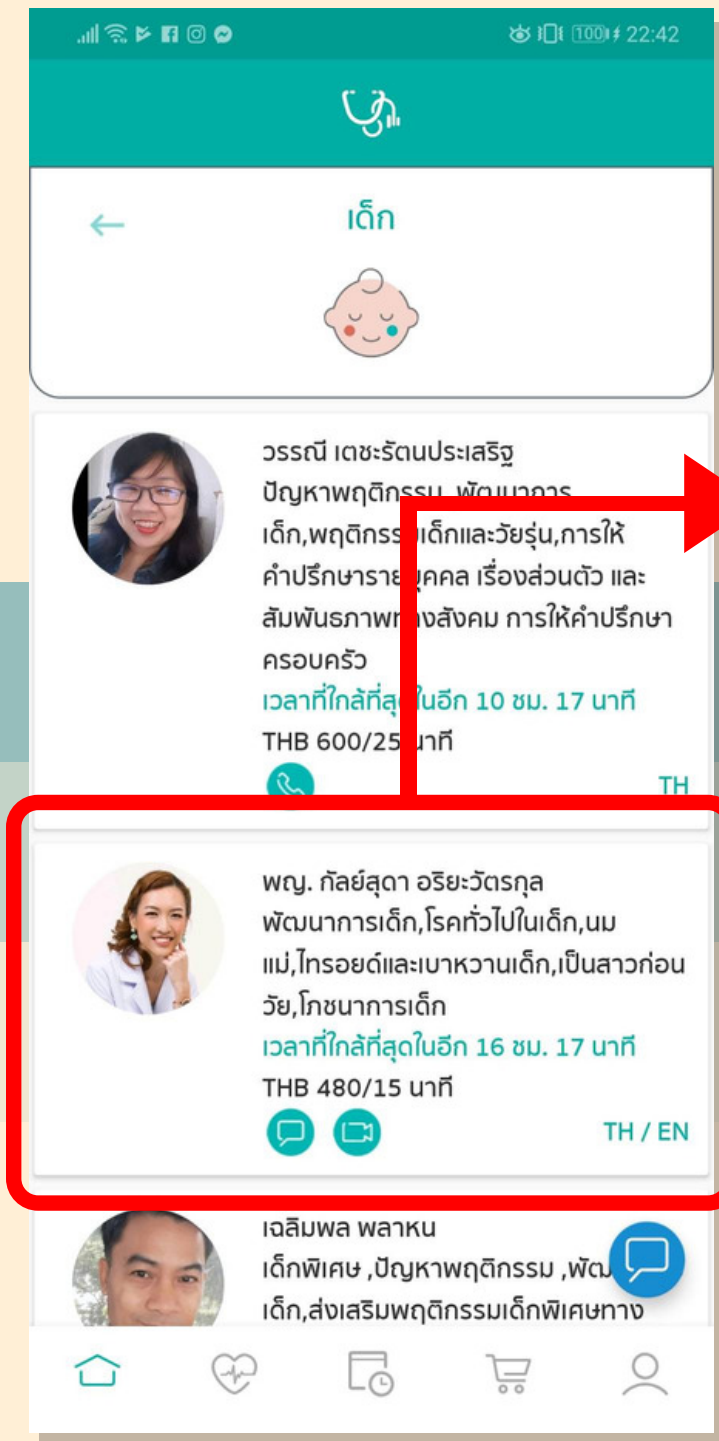 100 22:42
เด็ก
วรรณี เตชะรัตนประเสริฐ
ปัญหาพฤติกรรม พัฒนาการ
เด็ก,พฤติกรรมเด็กและวัยรุ่น,การให้
คำปรึกษารายบุคคล เรื่องส่วนตัว และ
สัมพันธภาพทางสังคม การให้คำปรึกษา
ครอบครัว
เวลาที่ใกล้ที่สุดในอีก 10 ชม. 17 นาที
THB 600/25 นาที
TH
พญ. กัลย์สุดา อริยะวัตรกุล
พัฒนาการเด็ก,โรคทั่วไปในเด็ก,นม
แม่,ไทรอยด์และเบาหวานเด็ก,เป็นสาวก่อน
วัย,โภชนาการเด็ก
เวลาที่ใกล้ที่สุดในอีก 16 ชม. 17 นาที
THB 480/15 นาที
TH / EN
เฉลิมพล พลาหน
เด็กพิเศษ ,ปัญหาพฤติกรรม ,พัฒ
เด็ก,ส่งเสริมพฤติกรรมเด็กพิเศษทาง